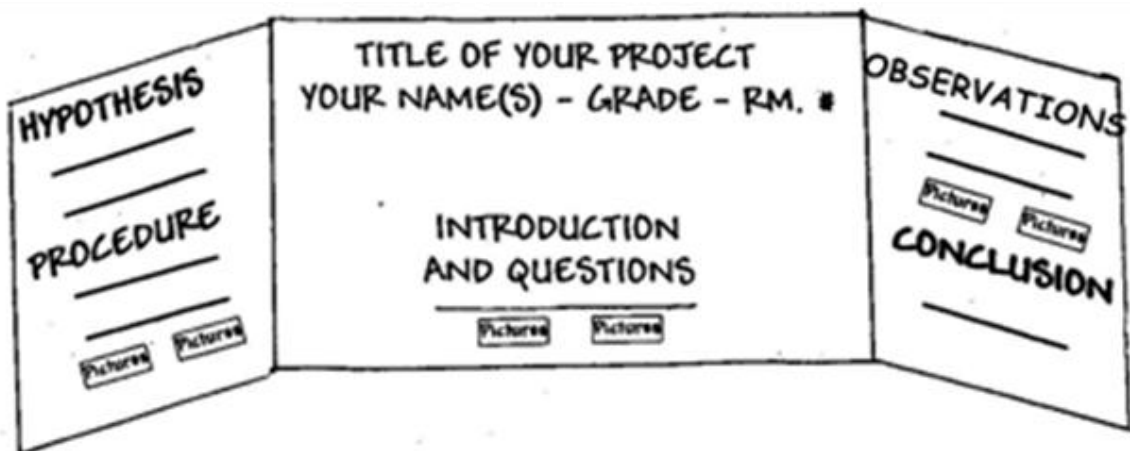 HYPOTHESIS
PROCEDURE
Pictures Pictures
TITLE OF YOUR PROJECT
YOUR NAME(S) - GRADE - RM. #
INTRODUCTION
AND QUESTIONS
Pictures Pictures
OBSERVATIONS
Pictures Pictures
CONCLUSION